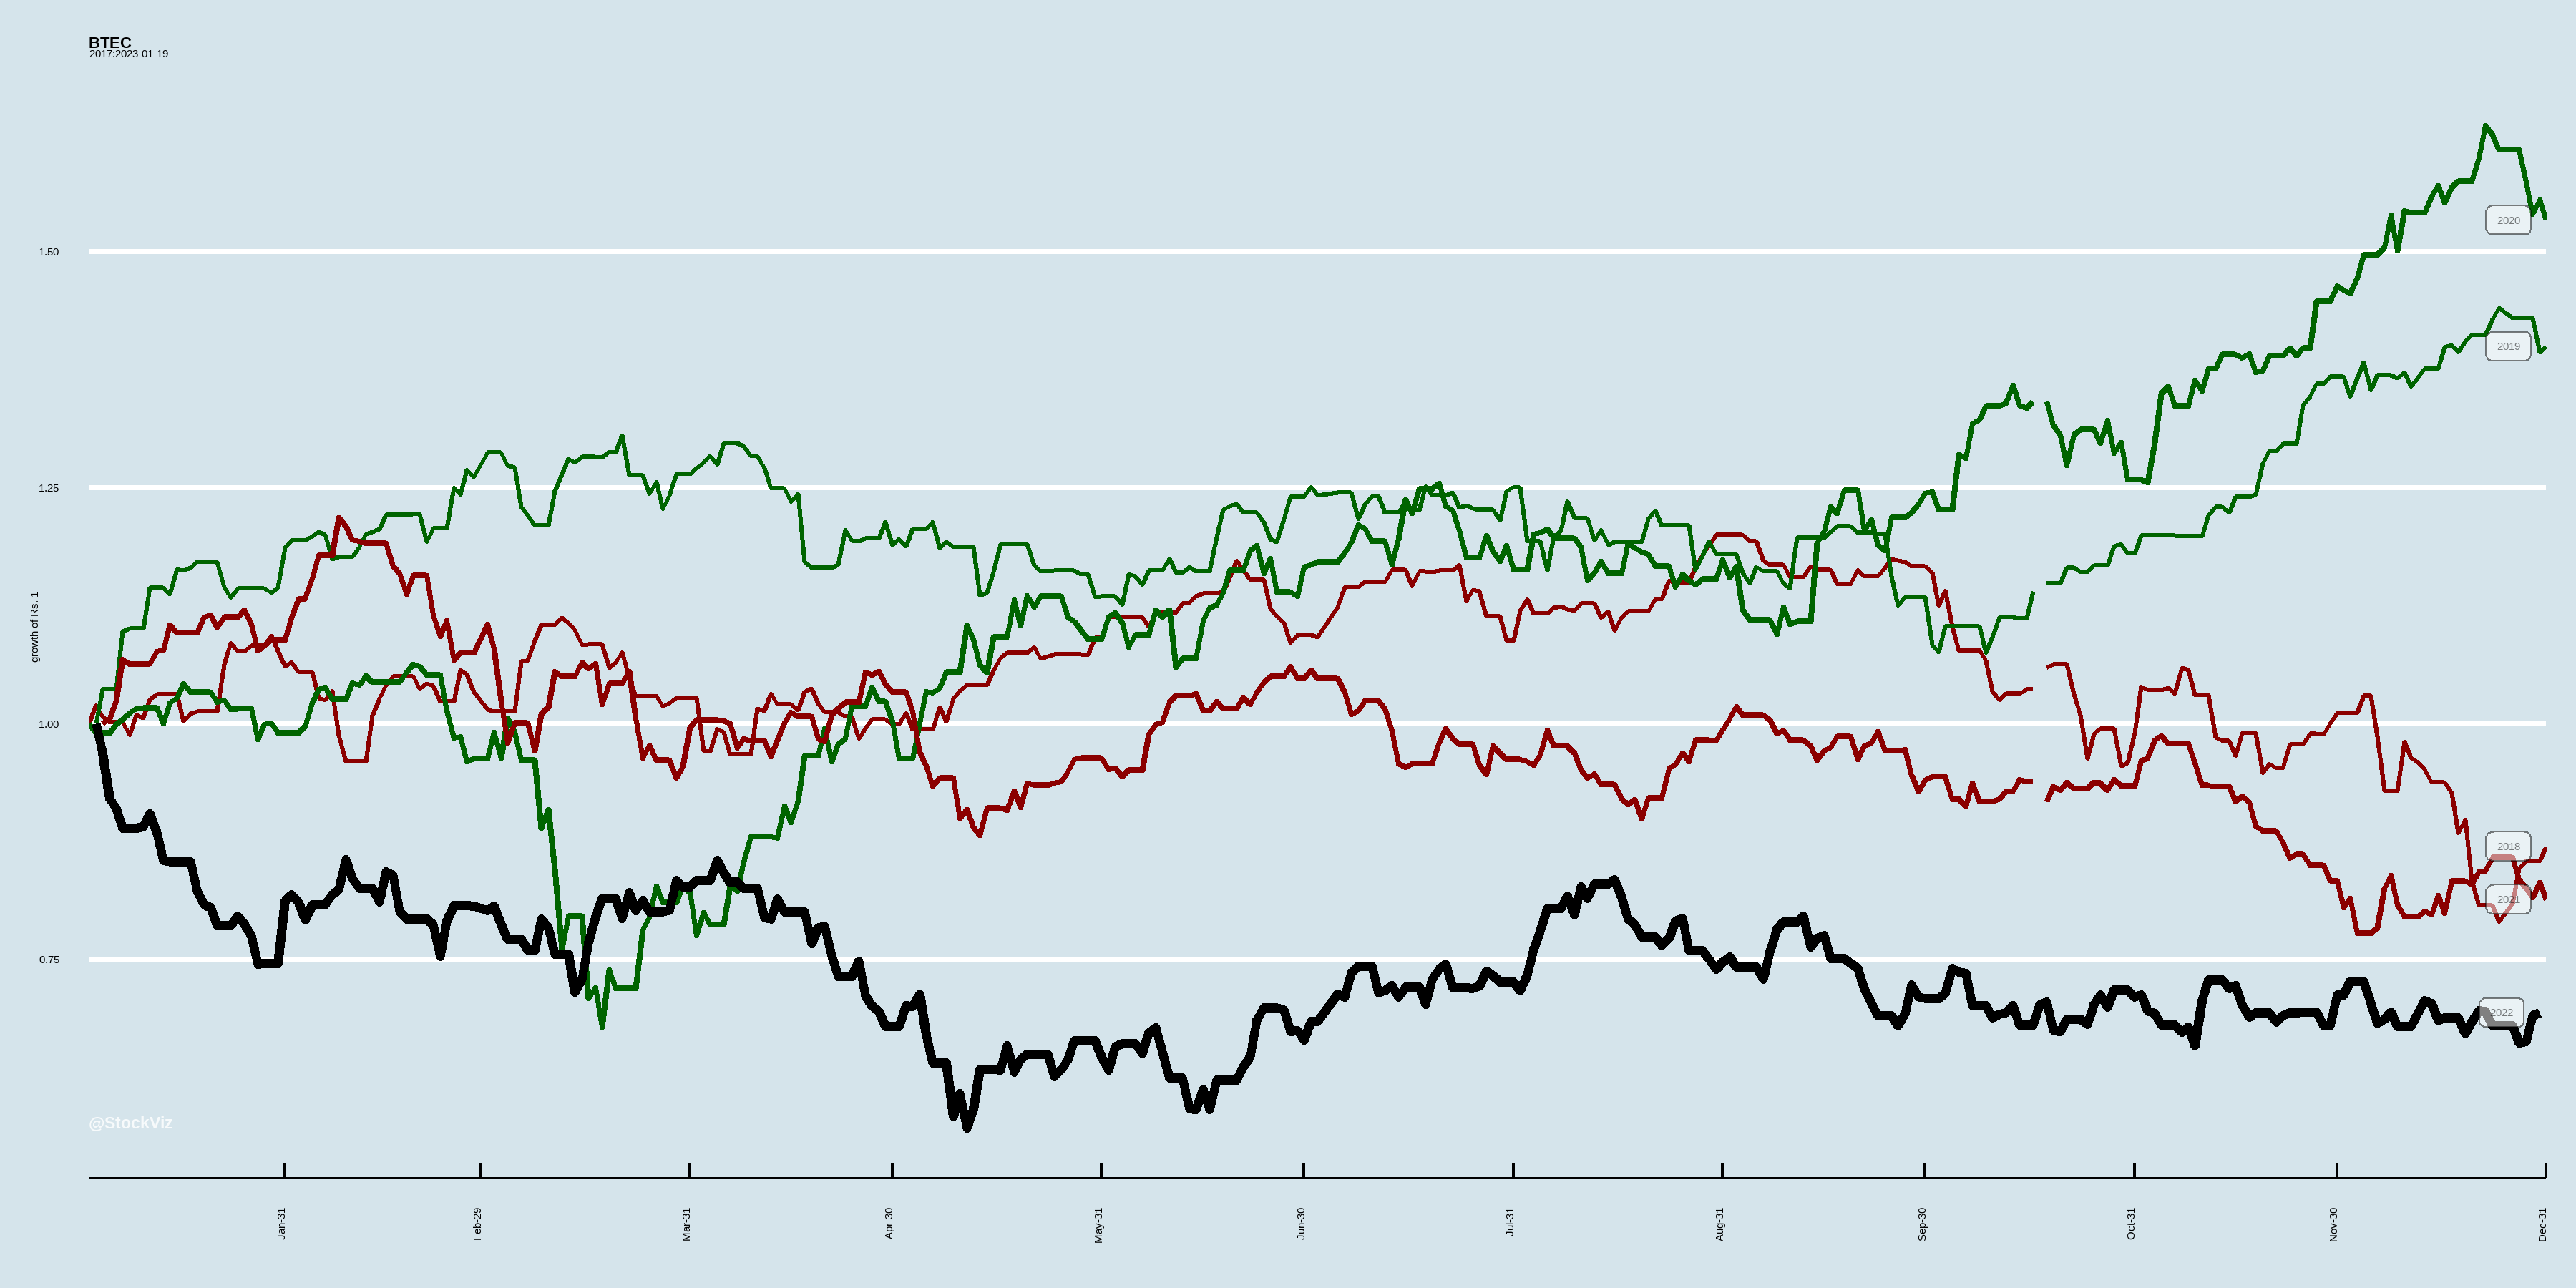 BTEC
2017:2023-01-19
1.50
1.25
1.00
0.75
growth of Rs. 1
2020
2019
2018
2021
2022
@StockViz
Jan-31
Feb-29
Mar-31
Apr-30
May-31
Jun-30
Jul-31
Aug-31
Sep-30
Oct-31
Nov-30
Dec-31